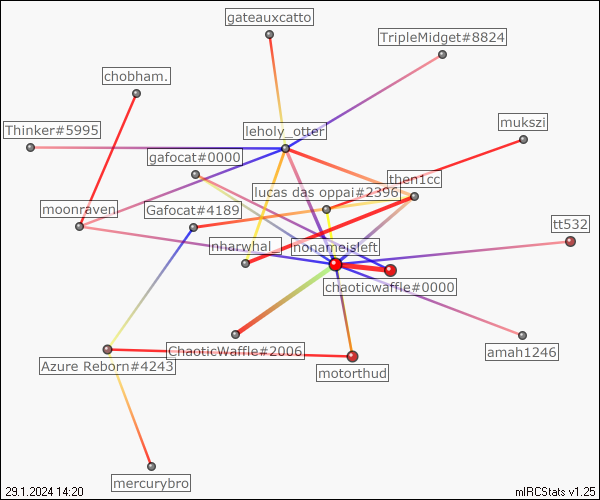 gateauxcatto
TripleMidget#8824
chobham.
mukszi
Thinker#5995
leholy_otter
gafocat#0000
then1cc
lucas das oppai#2396
moonraven
Gafocat#4189
tt532
nharwhal_
nonameisleft
chaoticwaffle#0000
ChaoticWaffle#2006
amah1246
Azure Reborn#4243
motorthud
mercurybro
29.1.2024 14:20
mIRCStats v1.25